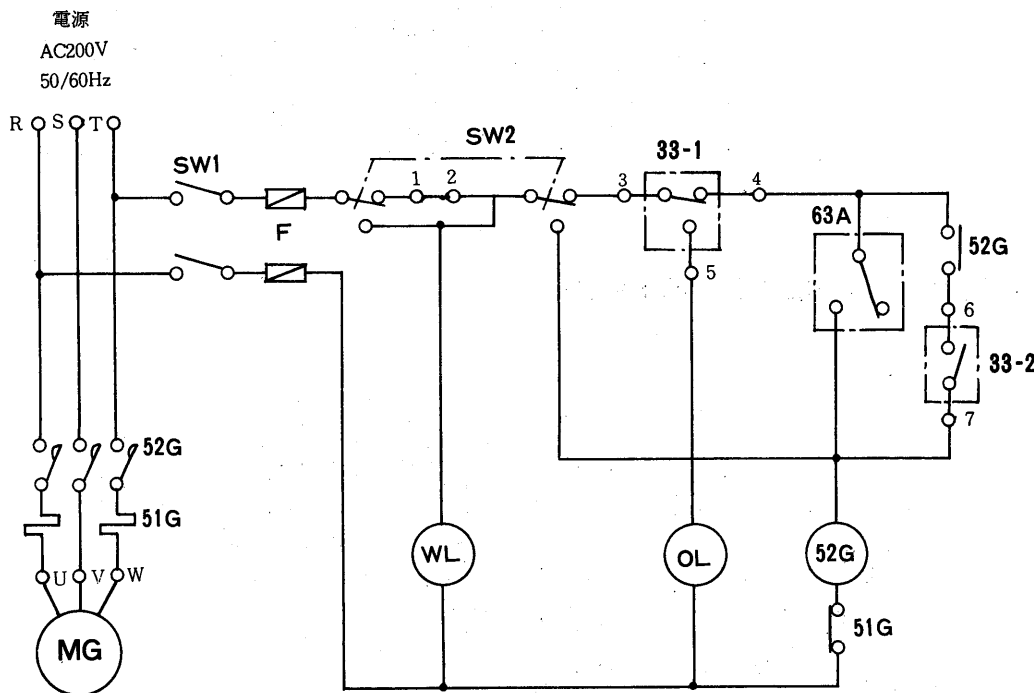 電源
AC200V
50/60Hz
R S T
SW1
F
SW2
1 2
33-1
3 4
5
63A
52G
6
33-2
7
52G
51G
U V W
MG
WL
OL
52G
51G